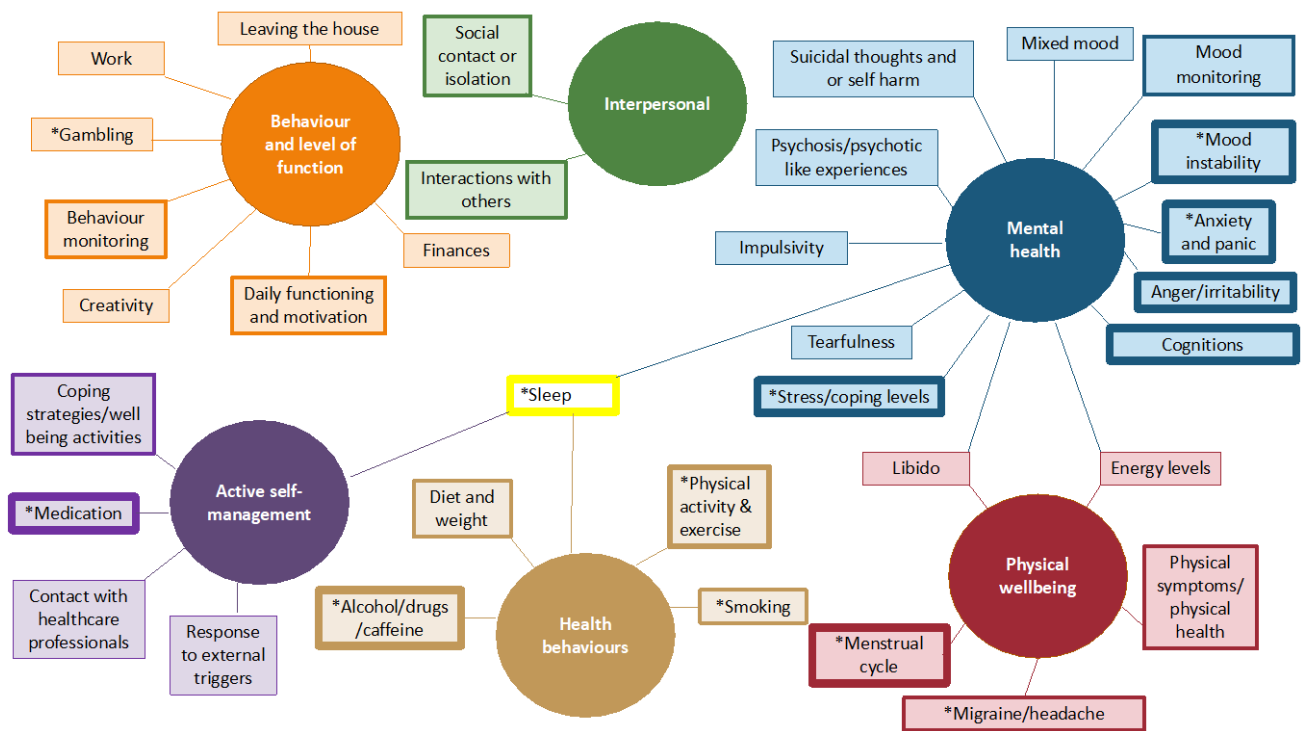 Leaving the house
Work
*Gambling
Behaviour
and level of
function
Behaviour
monitoring
Creativity
Daily functioning
and motivation
Finances
Social
contact or
isolation
Interpersonal
Interactions with
others
Suicidal thoughts and
or self harm
Mixed mood
Mood
monitoring
*Mood
instability
Psychosis/psychotic
like experiences
*Anxiety
and panic
Mental
health
Impulsivity
Anger/irritability
Cognitions
Tearfulness
*Stress/coping levels
*Sleep
Coping
strategies/well
being activities
Active self-
management
*Medication
Contact with
healthcare
professionals
Response
to external
triggers
Diet and
weight
*Physical
activity &
exercise
*Alcohol/drugs
/caffeine
Health
behaviours
*Smoking
Libido
Energy levels
Physical
wellbeing
Physical
symptoms/
physical
health
*Menstrual
cycle
*Migraine/headache